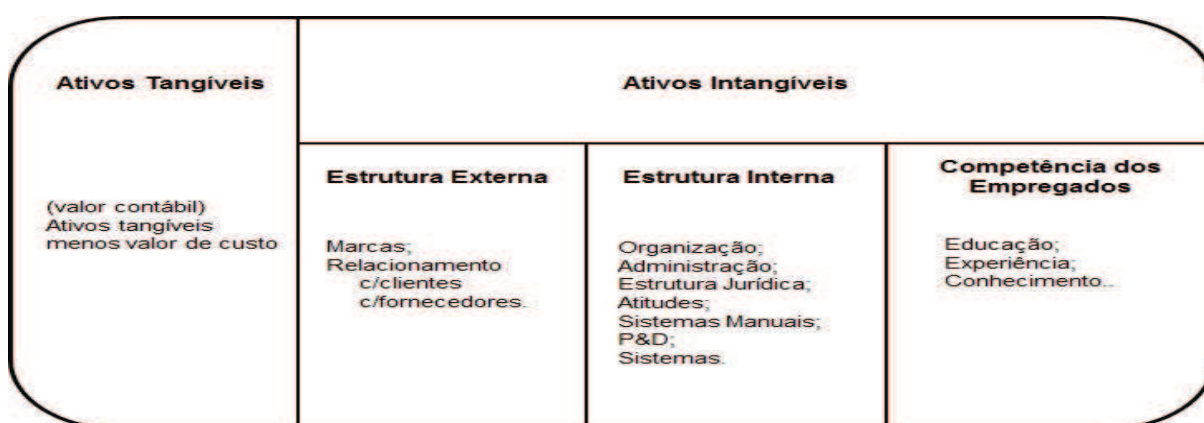 Ativos Tangíveis
Ativos Intangíveis
(valor contábil)
Ativos tangíveis
menos valor de custo
Estrutura Externa
Marcas;
Relacionamento
c/clientes
c/fornecedores.
Estrutura Interna
Organização;
Administração;
Estrutura Jurídica;
Atitudes;
Sistemas Manuais;
P&D;
Sistemas.
Competência dos
Empregados
Educação;
Experiência;
Conhecimento..